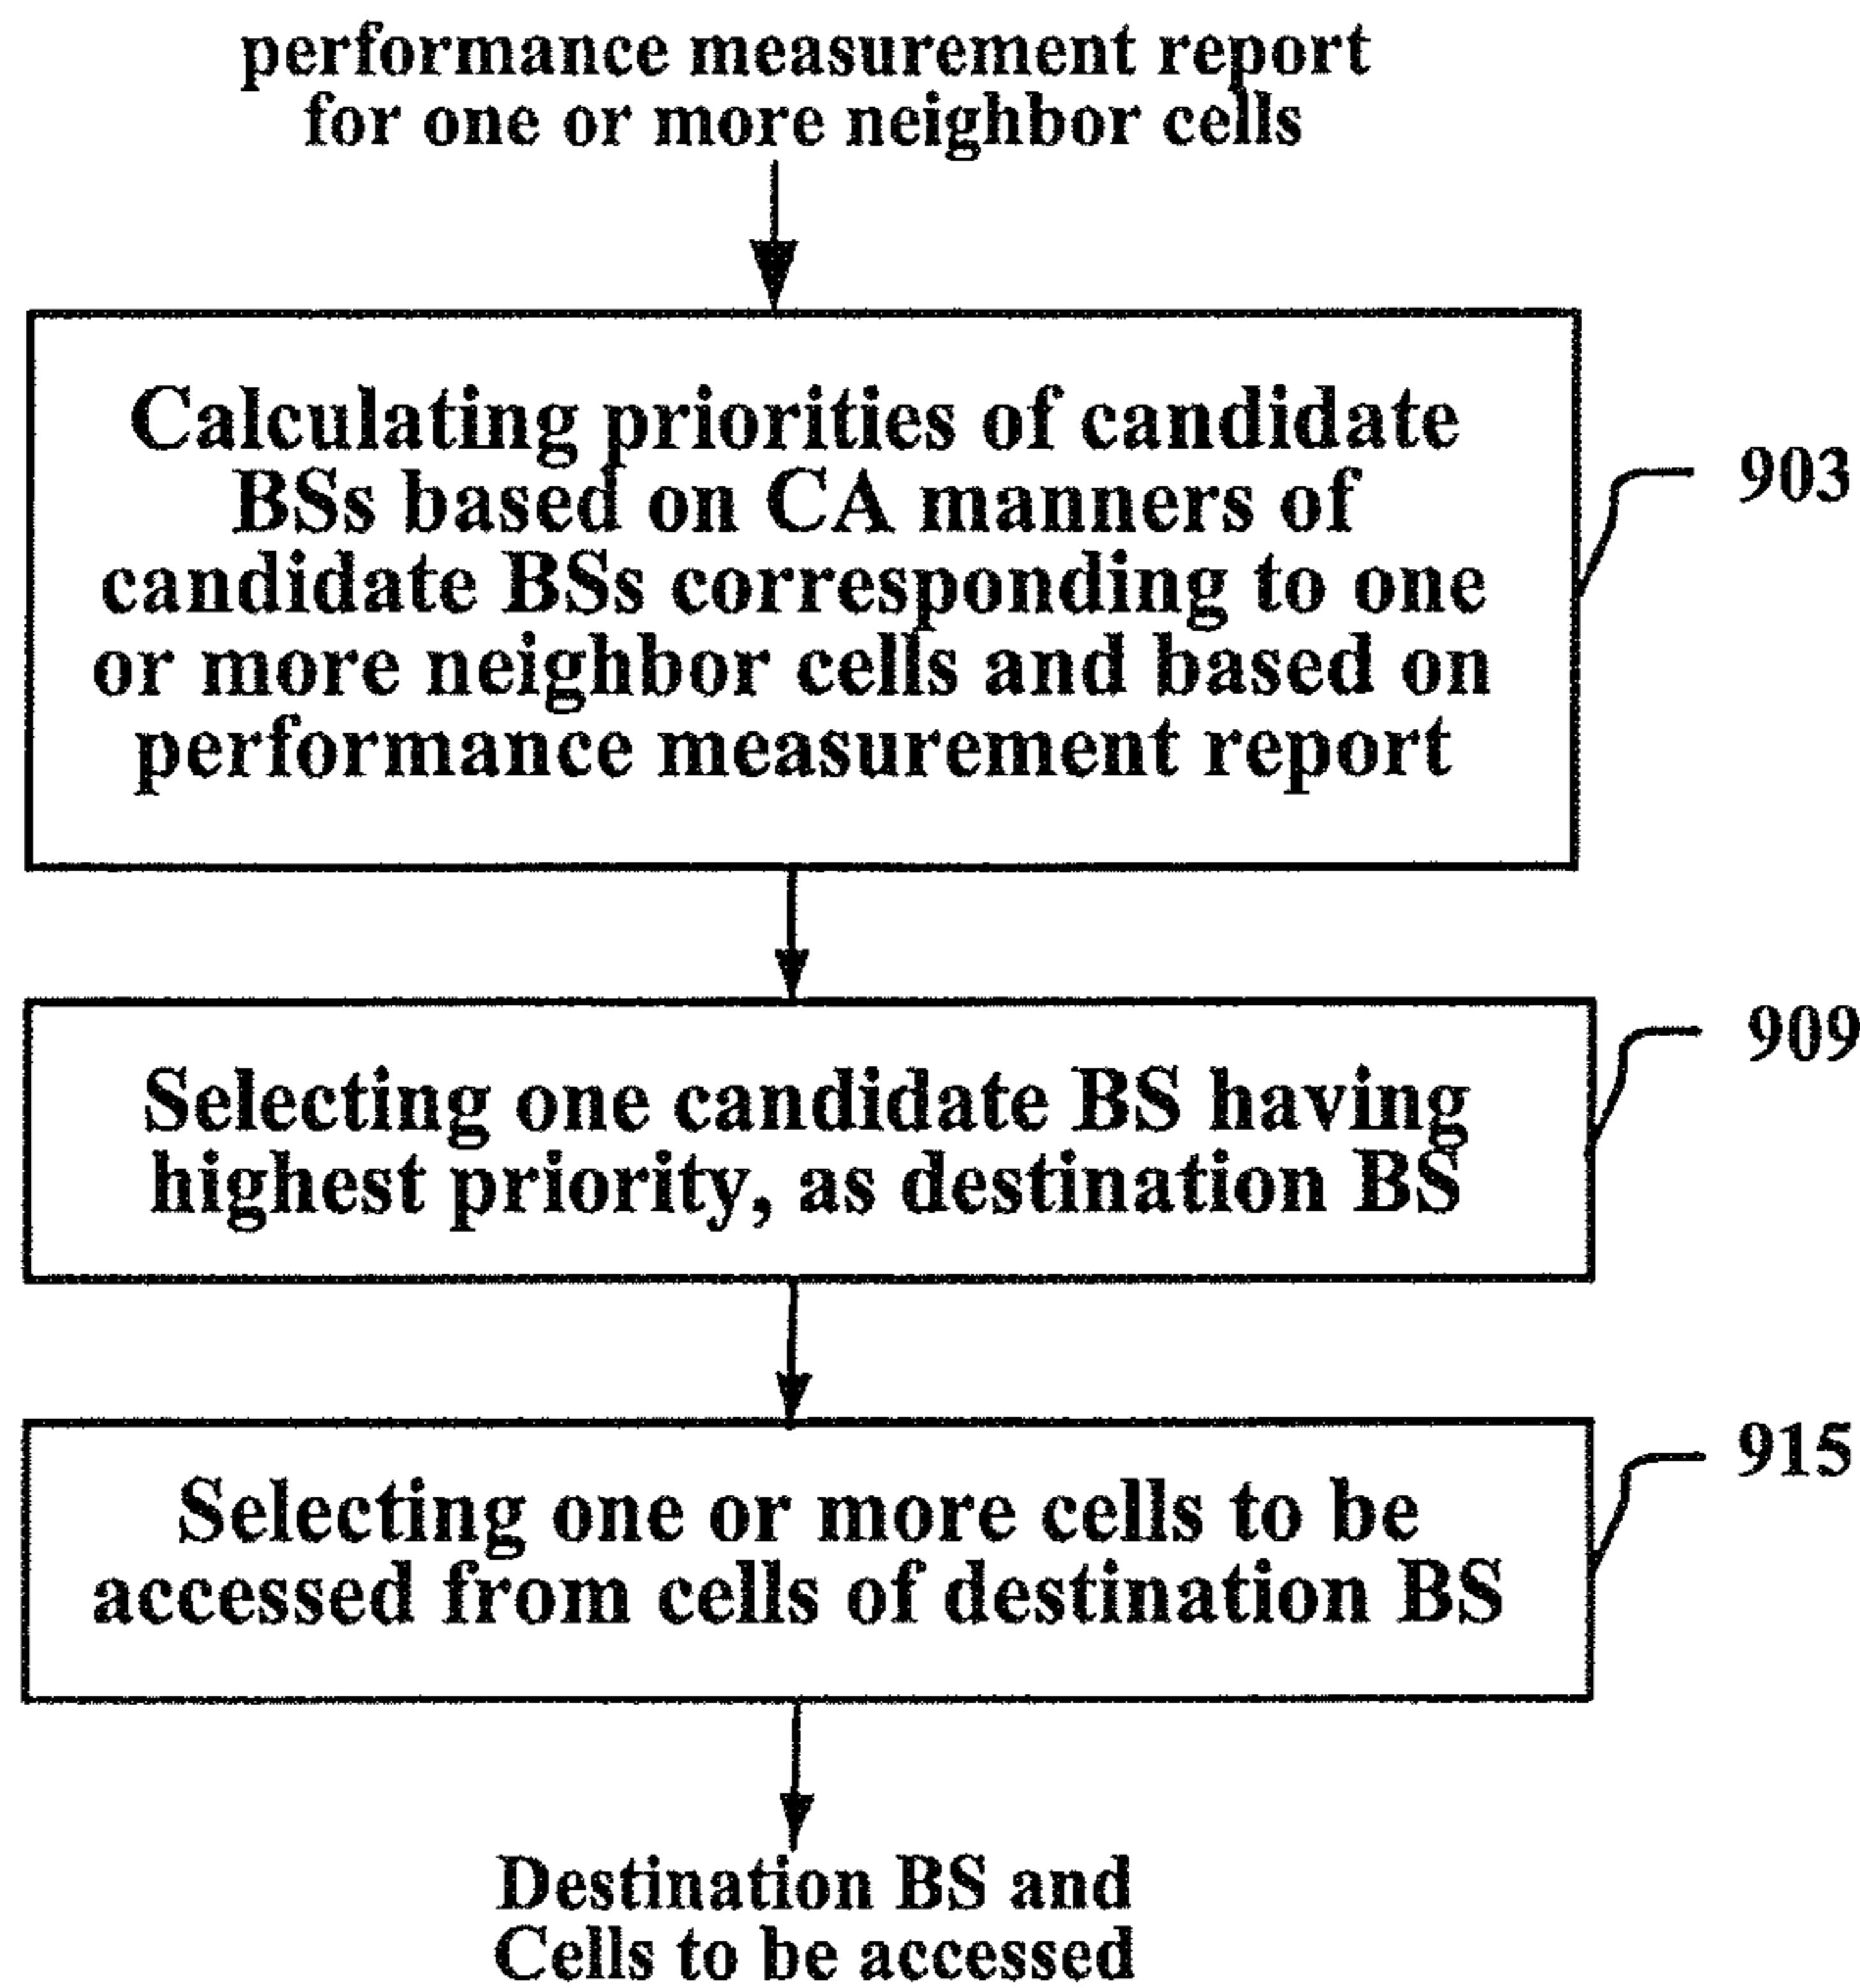 performance measurement report
for one or more neighbor cells
Calculating priorities of candidate
BSs based on CA manners of
candidate BSs corresponding to one
or more neighbor cells and based on
performance measurement report
903
Selecting one candidate BS having
highest priority, as destination BS
909
Selecting one or more cells to be
accessed from cells of destination BS
915
Destination BS and
Cells to be accessed